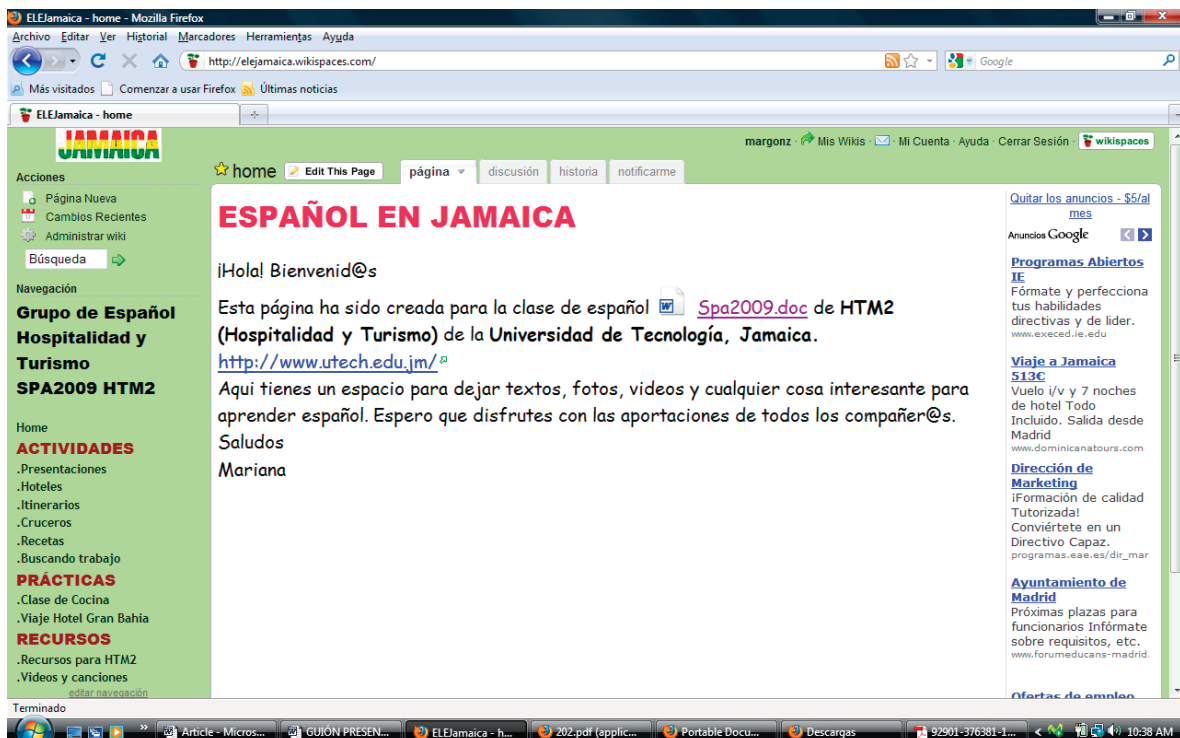 ELEJamaica - home - Mozilla Firefox
Archivo Editar Ver Historial Marcadores Herramientas Ayuda
http://elejamaica.wikispaces.com/
Google
Más visitados Comenzar a usar Firefox Últimas noticias
ELEJamaica - home
JAMAICA
margonz · Mis Wikis · Mi Cuenta · Ayuda · Cerrar Sesión · wikispaces
Acciones
Página Nueva
Cambios Recientes
Administrar wiki
Búsqueda
Navegación
Grupo de Español
Hospitalidad y
Turismo
SPA2009 HTM2
Home
ACTIVIDADES
.Presentaciones
.Hoteles
.Itinerarios
.Cruceros
.Recetas
.Buscando trabajo
PRÁCTICAS
.Clase de Cocina
.Viaje Hotel Gran Bahia
RECURSOS
.Recursos para HTM2
.Videos y canciones
editar navegación
home Edit This Page página discusión historia notificarme
ESPAÑOL EN JAMAICA
¡Hola! Bienvenid@s
Esta página ha sido creada para la clase de español Spa2009.doc de HTM2
(Hospitalidad y Turismo) de la Universidad de Tecnología, Jamaica.
http://www.utech.edu.jm/
Aqui tienes un espacio para dejar textos, fotos, videos y cualquier cosa interesante para
aprender español. Espero que disfrutes con las aportaciones de todos los compañer@s.
Saludos
Mariana
Quitar los anuncios - $5/al
mes
Anuncios Google
Programas Abiertos
IE
Fórmate y perfecciona
tus habilidades
directivas y de lider.
www.execed.ie.edu
Viaje a Jamaica
513€
Vuelo i/v y 7 noches
de hotel Todo
Incluido. Salida desde
Madrid
www.dominicanatours.com
Dirección de
Marketing
¡Formación de calidad
Tutorizada!
Conviértete en un
Directivo Capaz.
programas.eae.es/dir_mar
Ayuntamiento de
Madrid
Próximas plazas para
funcionarios Infórmate
sobre requisitos, etc.
www.forumeducans-madrid.
Ofertas de empleo
Terminado
Article - Micros... GUIÓN PRESEN... ELEJamaica - h... 202.pdf (applic... Portable Docu... Descargas 92901-376381-1... 10:38 AM